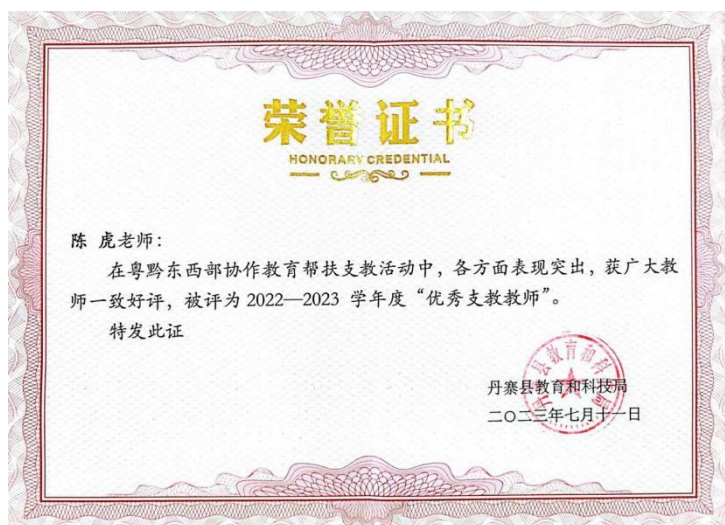 荣誉证书
HONORARY CREDENTIAL
陈 虎老师：
在粤黔东西部协作教育帮扶支教活动中，各方面表现突出，获广大教
师一致好评，被评为 2022—2023 学年度“优秀支教教师”。
特发此证
丹寨县教育和科技局
二〇二三年七月十一日